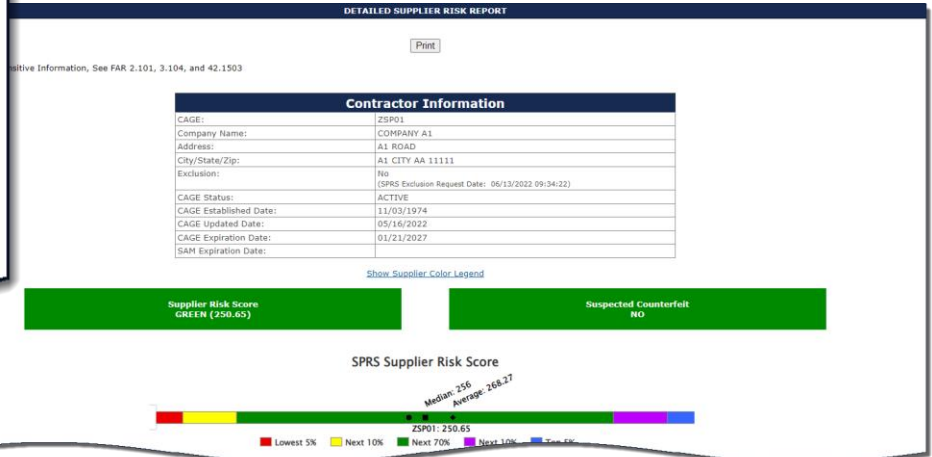 DETAILED SUPPLIER RISK REPORT
Print
nsitive Information, See FAR 2.101, 3.104, and 42.1503
Contractor Information
CAGE: ZSP01
Company Name: COMPANY A1
Address: A1 ROAD
City/State/Zip: A1 CITY AA 11111
Exclusion: No
(SPRS Exclusion Request Date: 06/13/2022 09:34:22)
CAGE Status: ACTIVE
CAGE Established Date: 11/03/1974
CAGE Updated Date: 05/16/2022
CAGE Expiration Date: 01/21/2027
SAM Expiration Date:
Show Supplier Color Legend
Supplier Risk Score Suspected Counterfeit
GREEN (250.65) NO
SPRS Supplier Risk Score
Median: 256
Average: 268.27
ZSP01: 250.65
Lowest 5% Next 10% Next 70% Next 10% Top 5%